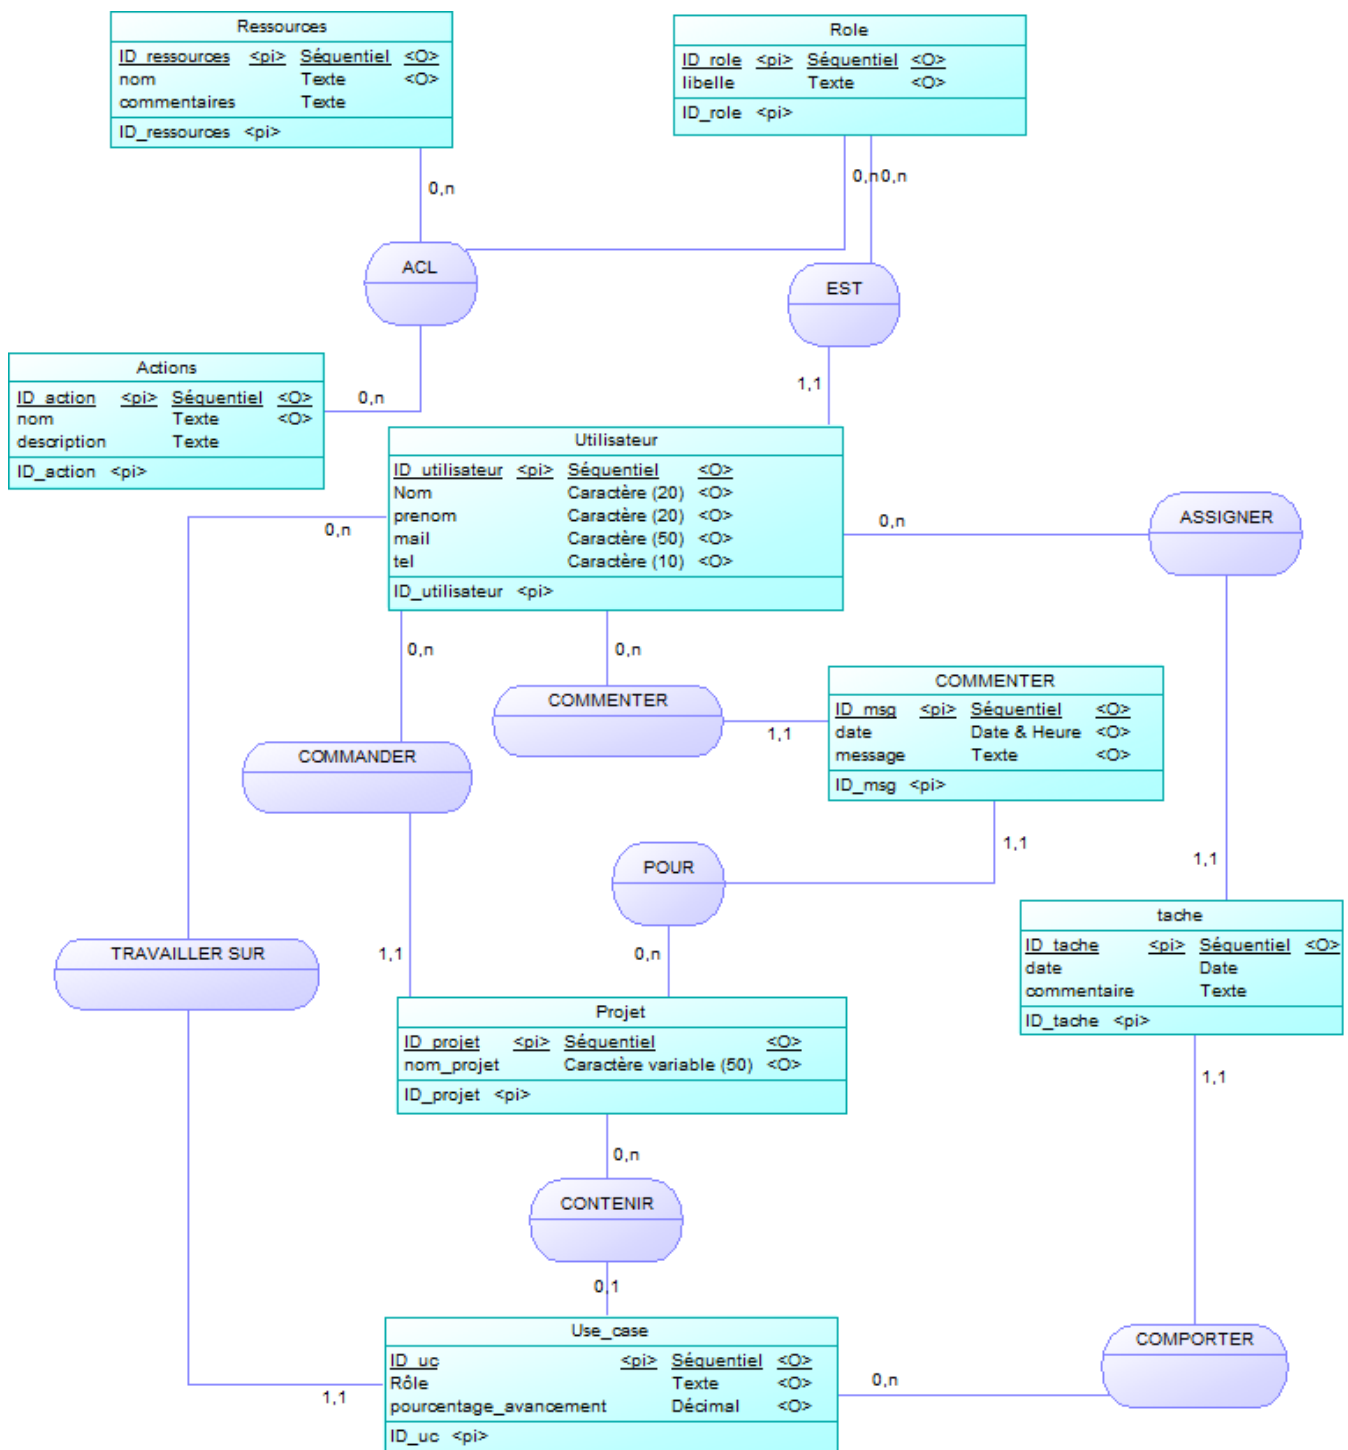 Ressources
ID_ressources <pi> Séquentiel <O>
nom Texte <O>
commentaires Texte
ID_ressources <pi>
Role
ID_role <pi> Séquentiel <O>
libelle Texte <O>
ID_role <pi>
0,n
0,n
0,n
ACL
EST
1,1
Actions
ID_action <pi> Séquentiel <O>
nom Texte <O>
description Texte
ID_action <pi>
0,n
Utilisateur
ID_utilisateur <pi> Séquentiel <O>
Nom Caractère (20) <O>
prenom Caractère (20) <O>
mail Caractère (50) <O>
tel Caractère (10) <O>
ID_utilisateur <pi>
0,n
0,n
ASSIGNER
0,n
0,n
COMMENTER
COMMENTER
ID_msg <pi> Séquentiel <O>
date Date & Heure <O>
message Texte <O>
ID_msg <pi>
1,1
COMMANDER
1,1
POUR
1,1
tache
ID_tache <pi> Séquentiel <O>
date Date
commentaire Texte
ID_tache <pi>
TRAVAILLER SUR
1,1
0,n
Projet
ID_projet <pi> Séquentiel <O>
nom_projet Caractère variable (50) <O>
ID_projet <pi>
1,1
0,n
CONTENIR
0,1
Use_case
ID_uc <pi> Séquentiel <O>
Rôle Texte <O>
pourcentage_avancement Décimal <O>
ID_uc <pi>
1,1
0,n
COMPORTER